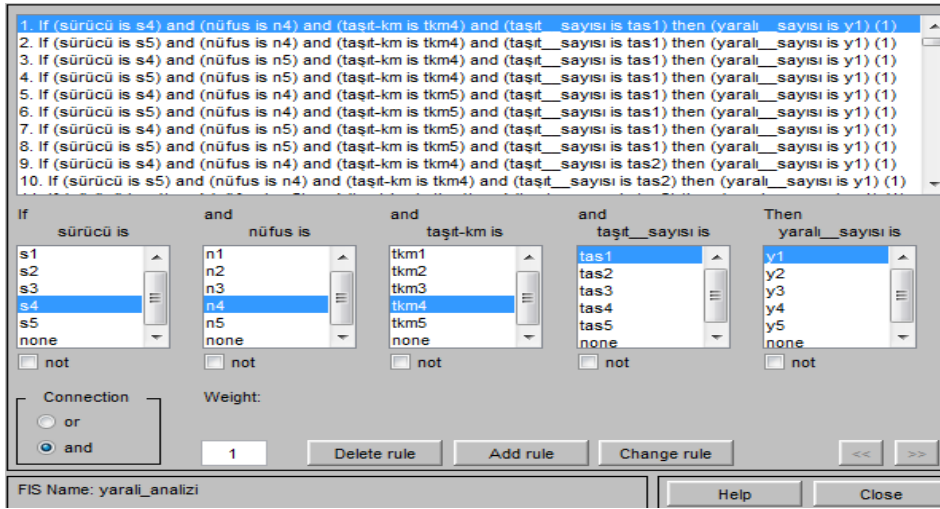 1. If (sürücü is s4) and (nüfus is n4) and (taşıt-km is tkm4) and (taşıt__sayısı is tas1) then (yaralı__sayısı is y1) (1)
2. If (sürücü is s5) and (nüfus is n4) and (taşıt-km is tkm4) and (taşıt__sayısı is tas1) then (yaralı__sayısı is y1) (1)
3. If (sürücü is s4) and (nüfus is n5) and (taşıt-km is tkm4) and (taşıt__sayısı is tas1) then (yaralı__sayısı is y1) (1)
4. If (sürücü is s5) and (nüfus is n5) and (taşıt-km is tkm4) and (taşıt__sayısı is tas1) then (yaralı__sayısı is y1) (1)
5. If (sürücü is s4) and (nüfus is n4) and (taşıt-km is tkm5) and (taşıt__sayısı is tas1) then (yaralı__sayısı is y1) (1)
6. If (sürücü is s5) and (nüfus is n4) and (taşıt-km is tkm5) and (taşıt__sayısı is tas1) then (yaralı__sayısı is y1) (1)
7. If (sürücü is s4) and (nüfus is n5) and (taşıt-km is tkm5) and (taşıt__sayısı is tas1) then (yaralı__sayısı is y1) (1)
8. If (sürücü is s5) and (nüfus is n5) and (taşıt-km is tkm5) and (taşıt__sayısı is tas1) then (yaralı__sayısı is y1) (1)
9. If (sürücü is s4) and (nüfus is n4) and (taşıt-km is tkm4) and (taşıt__sayısı is tas2) then (yaralı__sayısı is y1) (1)
10. If (sürücü is s5) and (nüfus is n4) and (taşıt-km is tkm4) and (taşıt__sayısı is tas2) then (yaralı__sayısı is y1) (1)
If
sürücü is
s1
s2
s3
s4
s5
none
not
and
nüfus is
n1
n2
n3
n4
n5
none
not
and
taşıt-km is
tkm1
tkm2
tkm3
tkm4
tkm5
none
not
and
taşıt__sayısı is
tas1
tas2
tas3
tas4
tas5
none
not
Then
yaralı__sayısı is
y1
y2
y3
y4
y5
none
not
Connection
or
and
Weight:
1
Delete rule
Add rule
Change rule
<<
>>
FIS Name: yarali_analizi
Help
Close